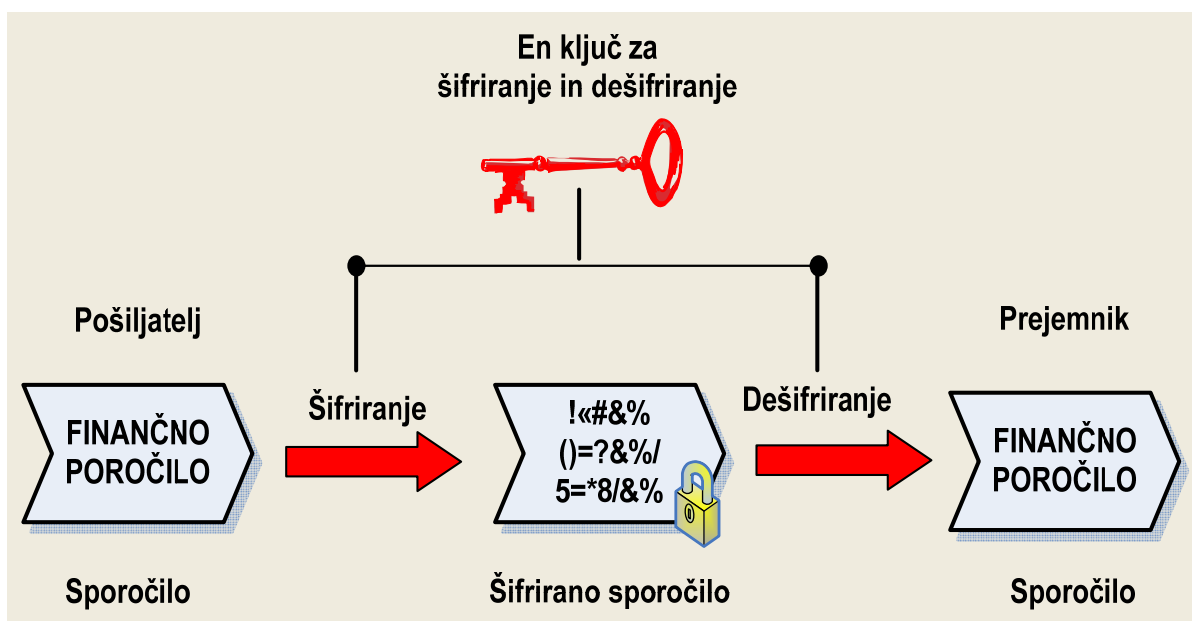 En ključ za
šifriranje in dešifriranje
Pošiljatelj
Prejemnik
Šifriranje
Dešifriranje
FINANČNO
POROČILO
!«#&%
()=?&%/
5=*8/&%
FINANČNO
POROČILO
Sporočilo
Šifrirano sporočilo
Sporočilo